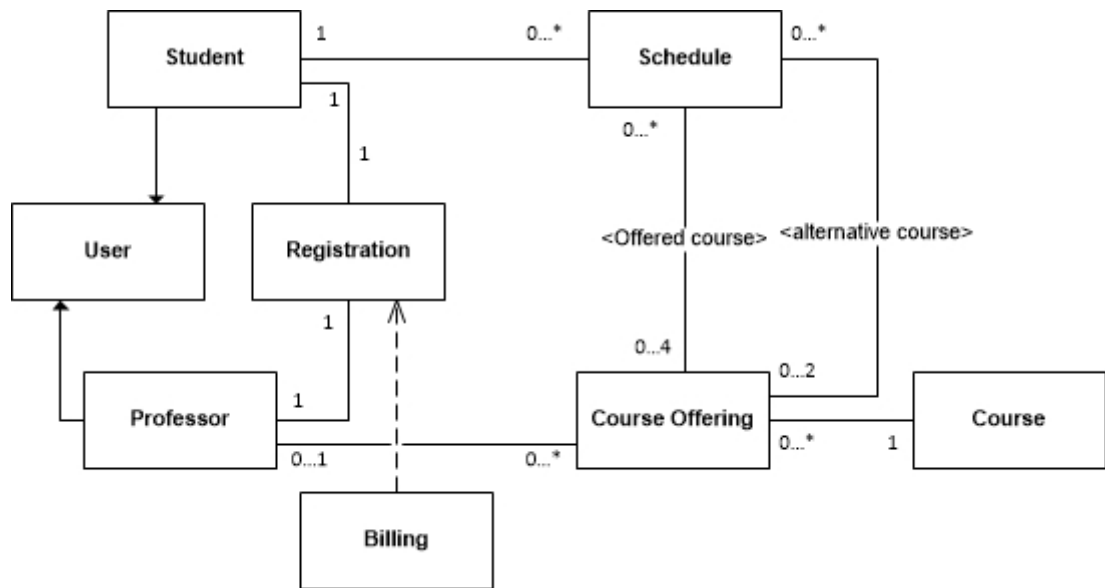 Student
1
0...*
Schedule
0...*
1
0...*
1
User
Registration
<Offered course>
<alternative course>
1
0...4
0...2
Professor
1
Course Offering
Course
0...1
0...*
0...*
1
Billing